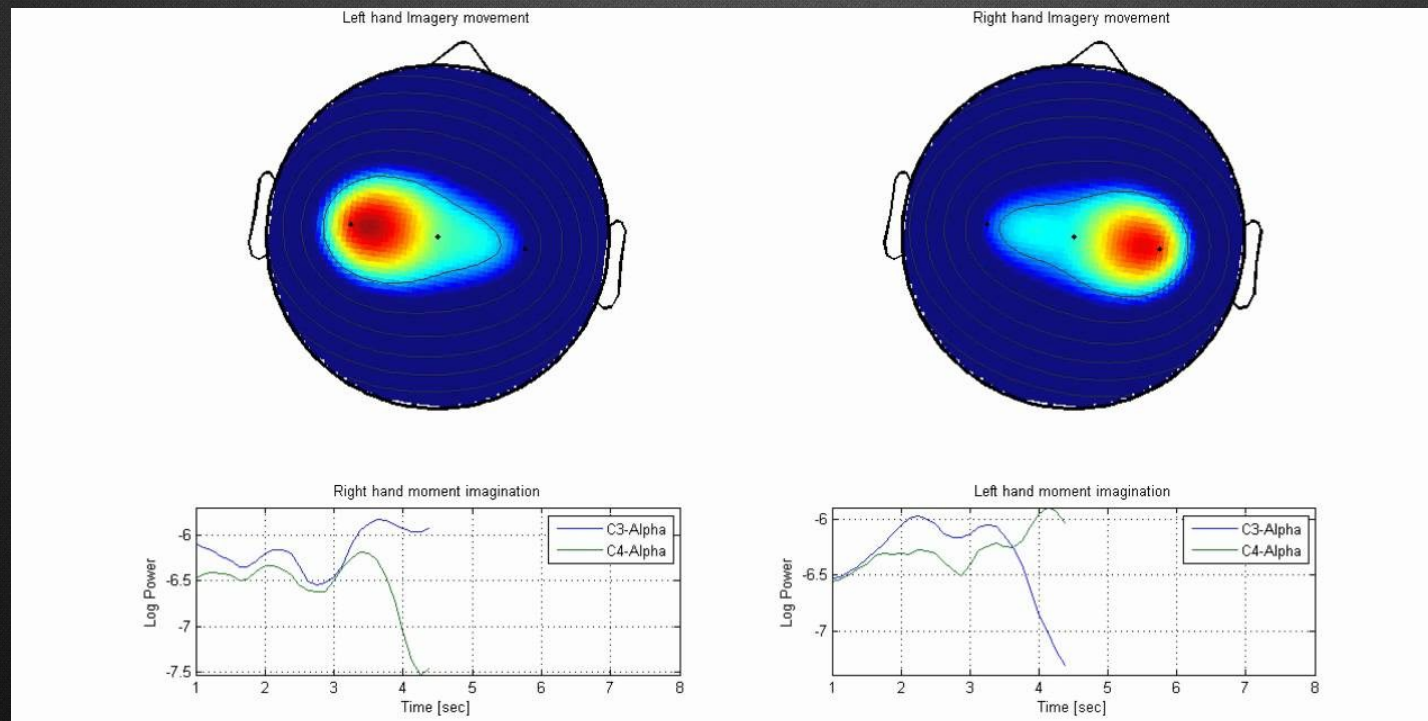 Left hand Imagery movement
Right hand Imagery movement
Right hand moment imagination
-6
-6.5
-7
-7.5
Log Power
C3-Alpha
C4-Alpha
1 2 3 4 5 6 7 8
Time [sec]
Left hand moment imagination
-6
-6.5
-7
Log Power
C3-Alpha
C4-Alpha
1 2 3 4 5 6 7 8
Time [sec]